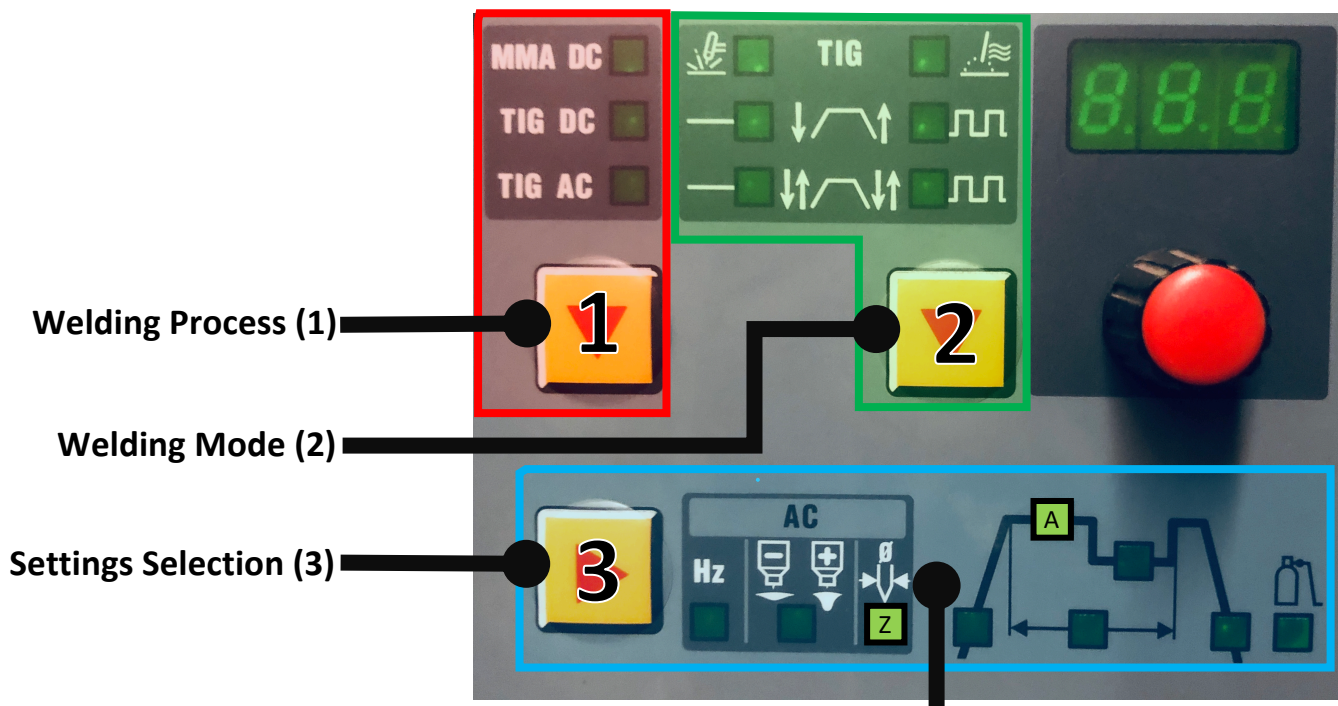 MMA DC
TIG
TIG DC
TIG AC
8.8.8.
1
2
Welding Process (1)
Welding Mode (2)
AC
A
Settings Selection (3)
3
Hz
Ø
Z